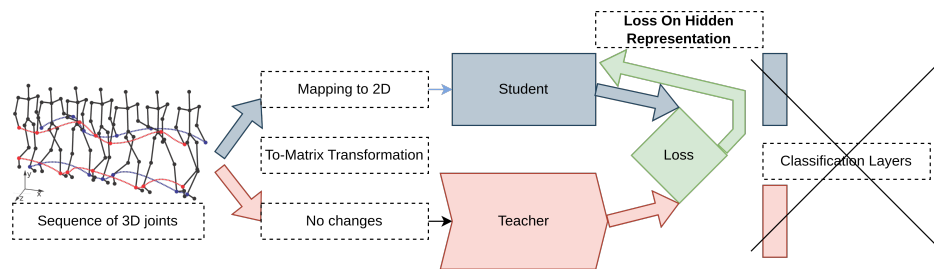 Loss On Hidden
Representation
Mapping to 2D
Student
To-Matrix Transformation
Loss
Classification Layers
y
x
z
Sequence of 3D joints
No changes
Teacher